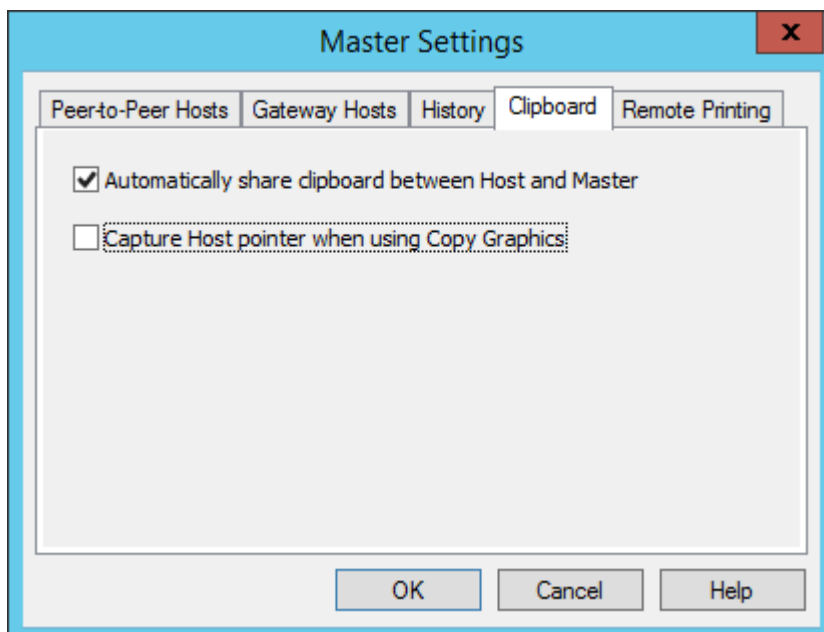 Master Settings
x
Peer-to-Peer Hosts Gateway Hosts History Clipboard Remote Printing
Automatically share clipboard between Host and Master
Capture Host pointer when using Copy Graphics
OK Cancel Help